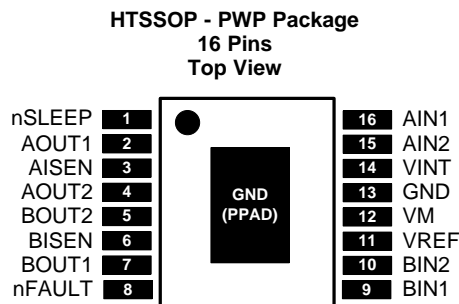 HTSSOP - PWP Package
16 Pins
Top View
nSLEEP 1 16 AIN1
AOUT1 2 15 AIN2
AISEN 3 14 VINT
AOUT2 4 GND 13 GND
BOUT2 5 (PPAD) 12 VM
BISEN 6 11 VREF
BOUT1 7 10 BIN2
nFAULT 8 9 BIN1